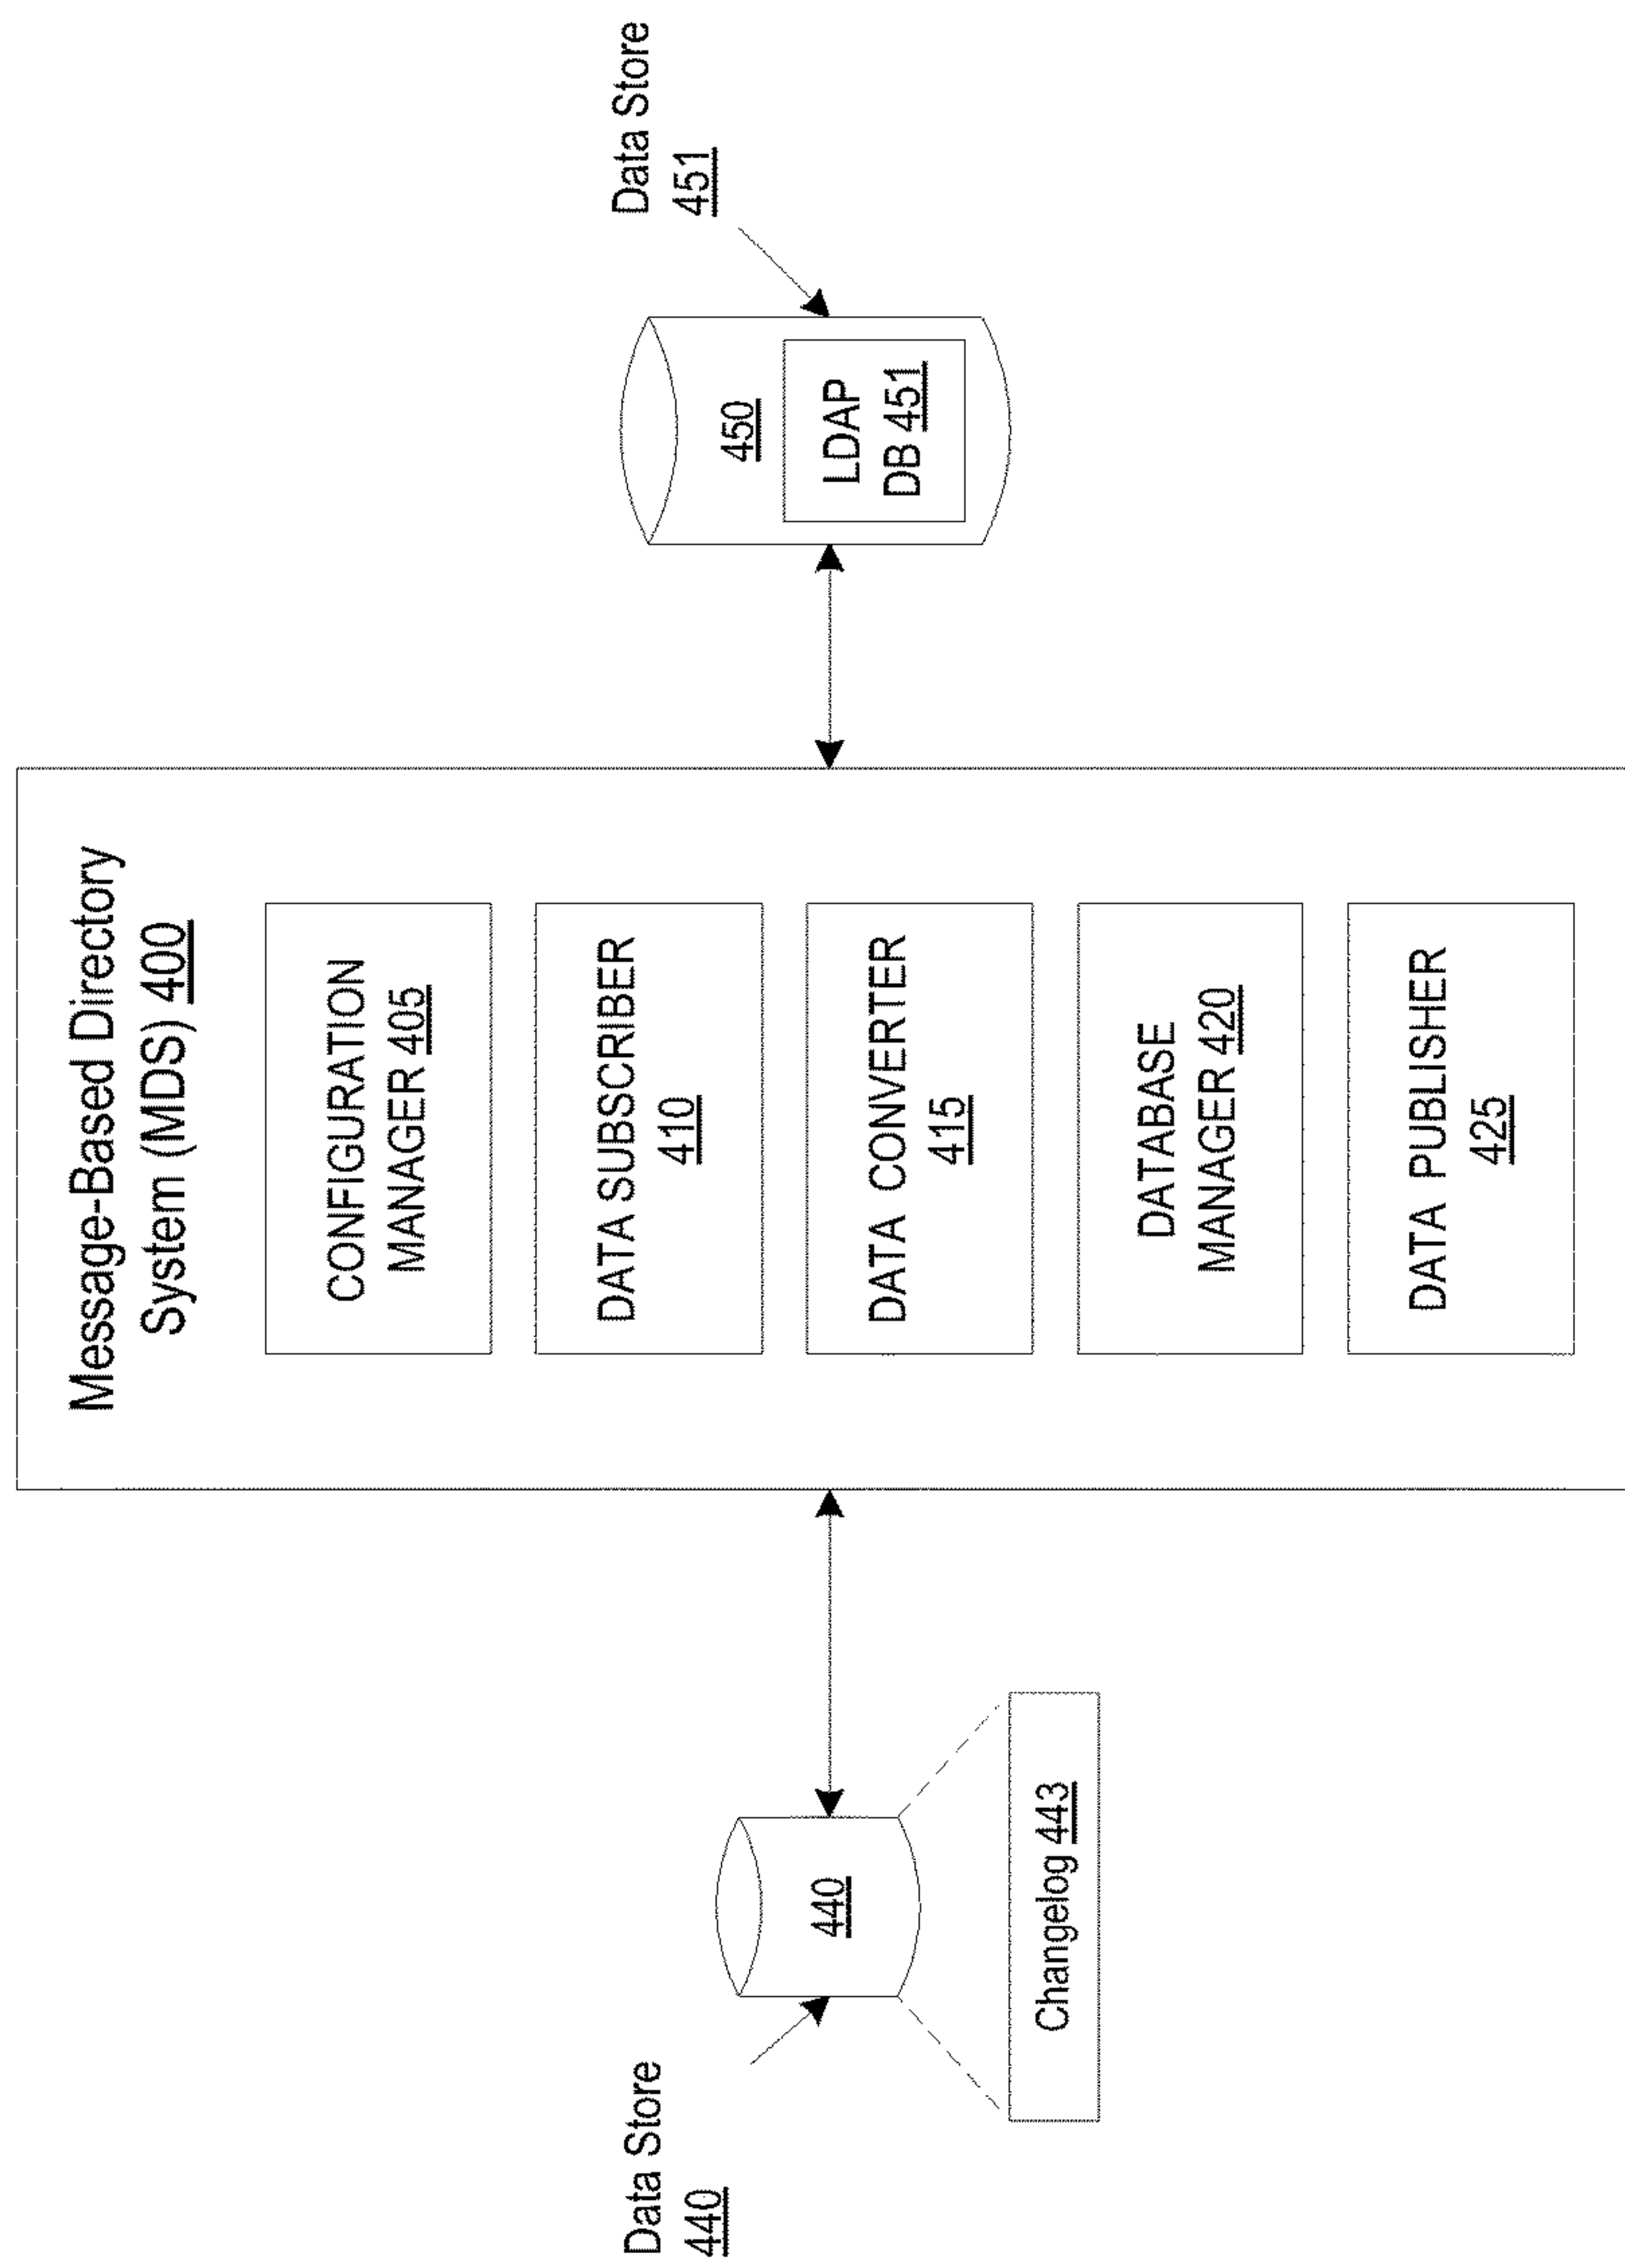 Message-Based Directory
System (MDS) 400
CONFIGURATION
MANAGER 405
DATA SUBSCRIBER
410
DATA CONVERTER
415
DATABASE
MANAGER 420
DATA PUBLISHER
425
Data Store
440
440
Changelog 443
Data Store
451
450
LDAP
DB 451